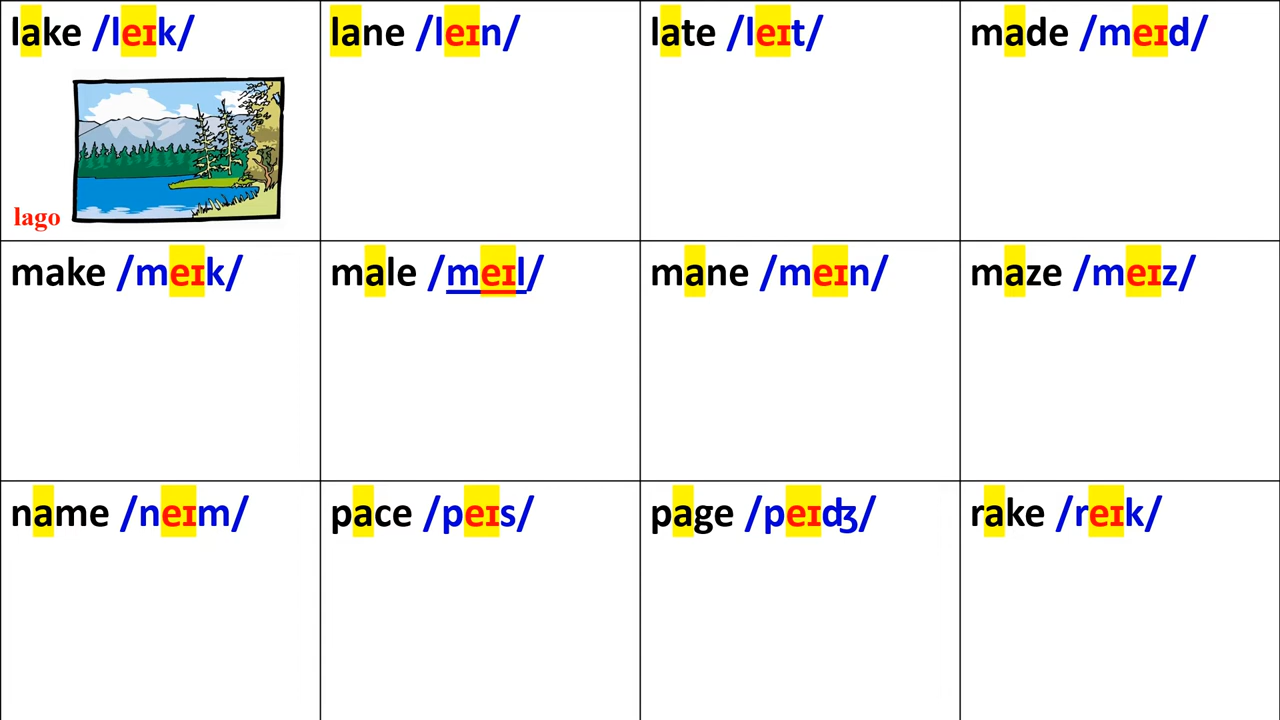 lake /leɪk/
lago
lane /leɪn/
late /leɪt/
made /meɪd/
make /meɪk/
male /meɪl/
mane /meɪn/
maze /meɪz/
name /neɪm/
pace /peɪs/
page /peɪʤ/
rake /reɪk/